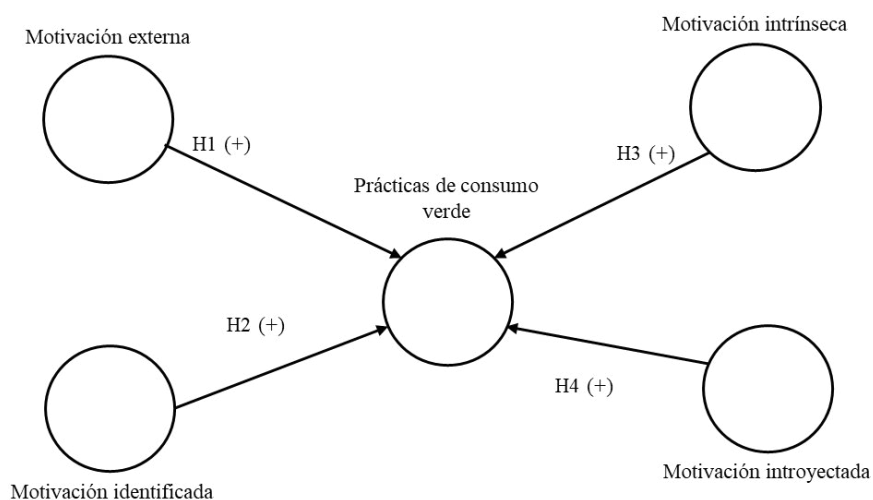 Motivación externa
Motivación intrínseca
H1 (+)
H3 (+)
Prácticas de consumo
verde
H2 (+)
H4 (+)
Motivación identificada
Motivación introyectada